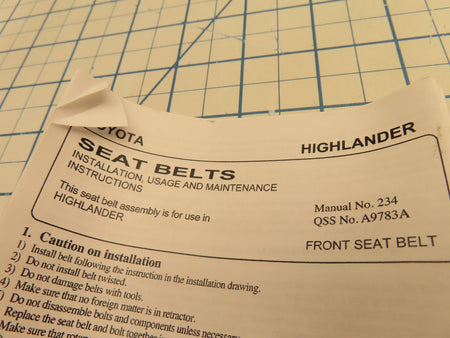 OYOTA
HIGHLANDER
SEAT BELTS
INSTALLATION, USAGE AND MAINTENANCE
INSTRUCTIONS
This seat belt assembly is for use in
HIGHLANDER
Manual No. 234
QSS No. A9783A
FRONT SEAT BELT
1. Caution on installation
1) Install belt following the instruction in the installation drawing.
2) Do not install belt twisted.
3) Do not damage belts with tools.
4) Make sure that no foreign matter is in retractor.
) Do not disassemble bolts and components unless necessary
Replace the seat belt and bolt together
Make sure that